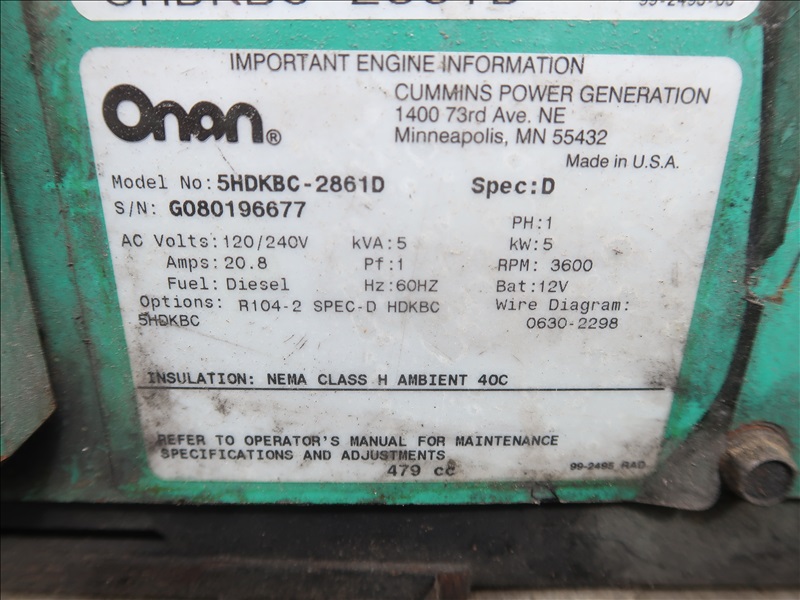 IMPORTANT ENGINE INFORMATION
Onan®
CUMMINS POWER GENERATION
1400 73rd Ave. NE
Minneapolis, MN 55432
Made in U.S.A.
Model No: 5HDKBC-2861D Spec: D
S/N: G080196677
PH: 1
AC Volts: 120/240V kVA: 5 kW: 5
Amps: 20.8 Pf: 1 RPM: 3600
Fuel: Diesel Hz: 60HZ Bat: 12V
Options: R104-2 SPEC-D HDKBC Wire Diagram:
5HDKBC 0630-2298
INSULATION: NEMA CLASS H AMBIENT 40C
REFER TO OPERATOR'S MANUAL FOR MAINTENANCE
SPECIFICATIONS AND ADJUSTMENTS
479 cc
99-2495 R4D